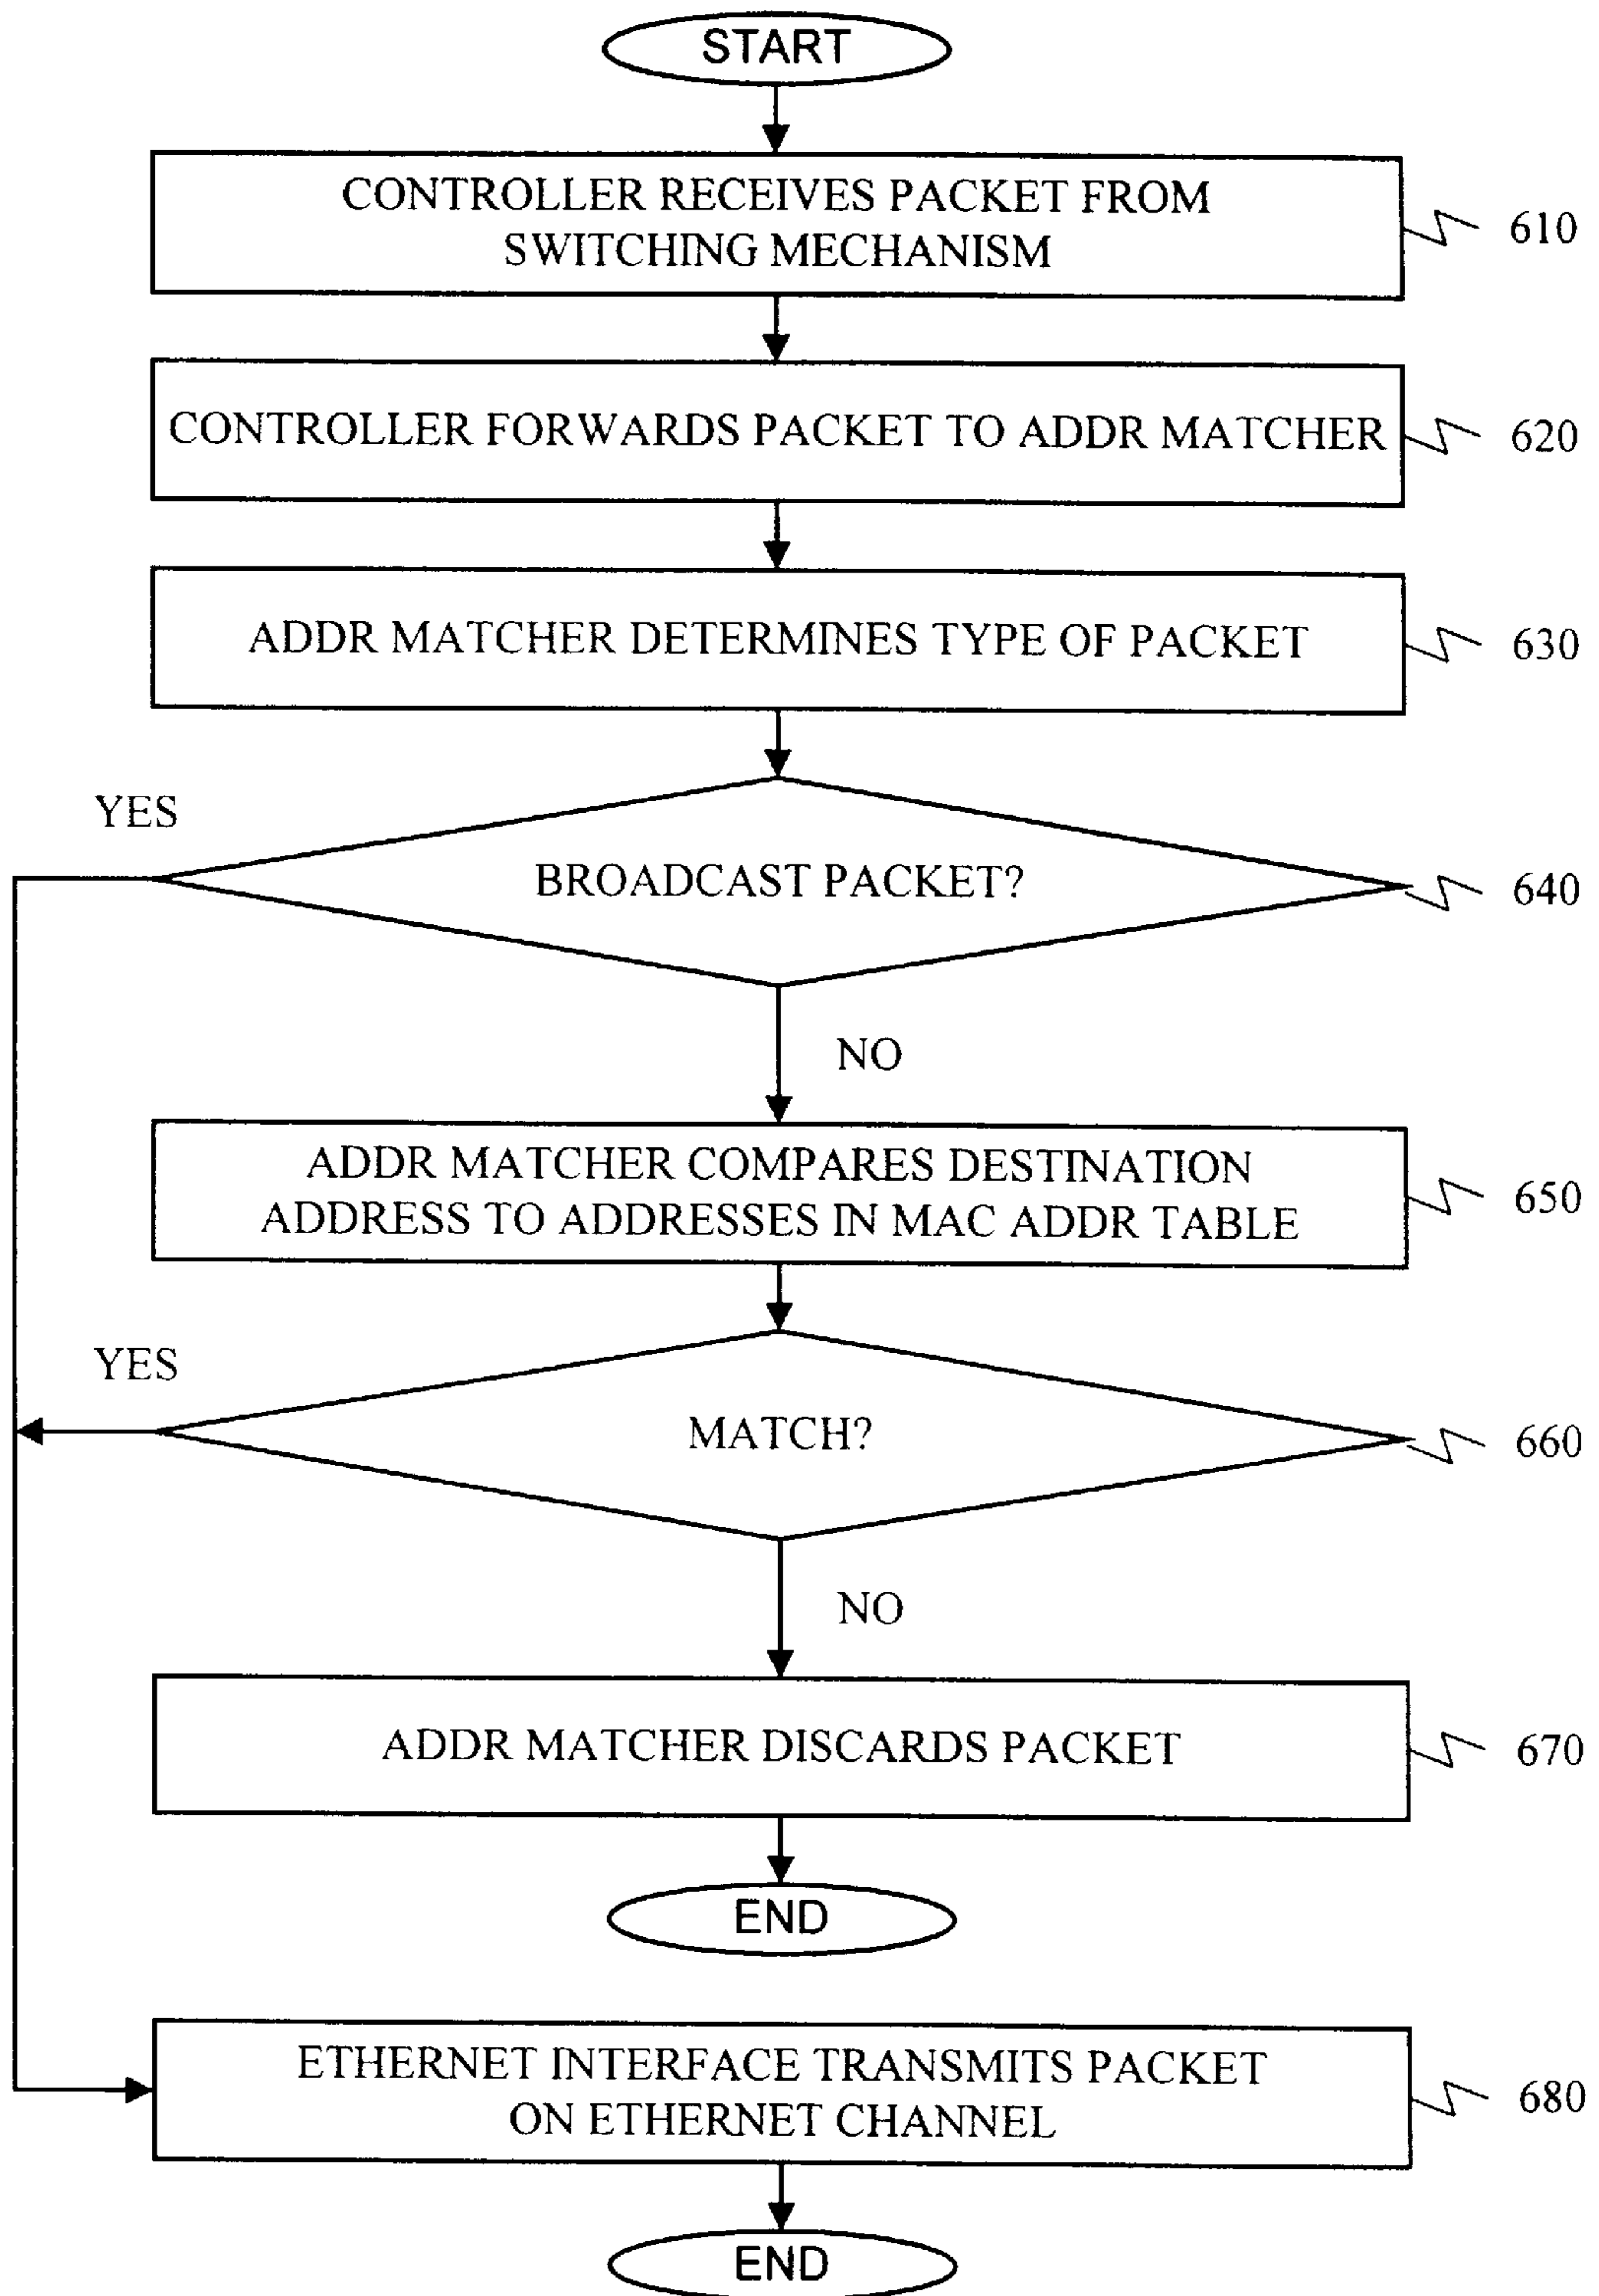 START
CONTROLLER RECEIVES PACKET FROM
SWITCHING MECHANISM
610
CONTROLLER FORWARDS PACKET TO ADDR MATCHER
620
ADDR MATCHER DETERMINES TYPE OF PACKET
630
YES
BROADCAST PACKET?
640
NO
ADDR MATCHER COMPARES DESTINATION
ADDRESS TO ADDRESSES IN MAC ADDR TABLE
650
YES
MATCH?
660
NO
ADDR MATCHER DISCARDS PACKET
670
END
ETHERNET INTERFACE TRANSMITS PACKET
ON ETHERNET CHANNEL
680
END